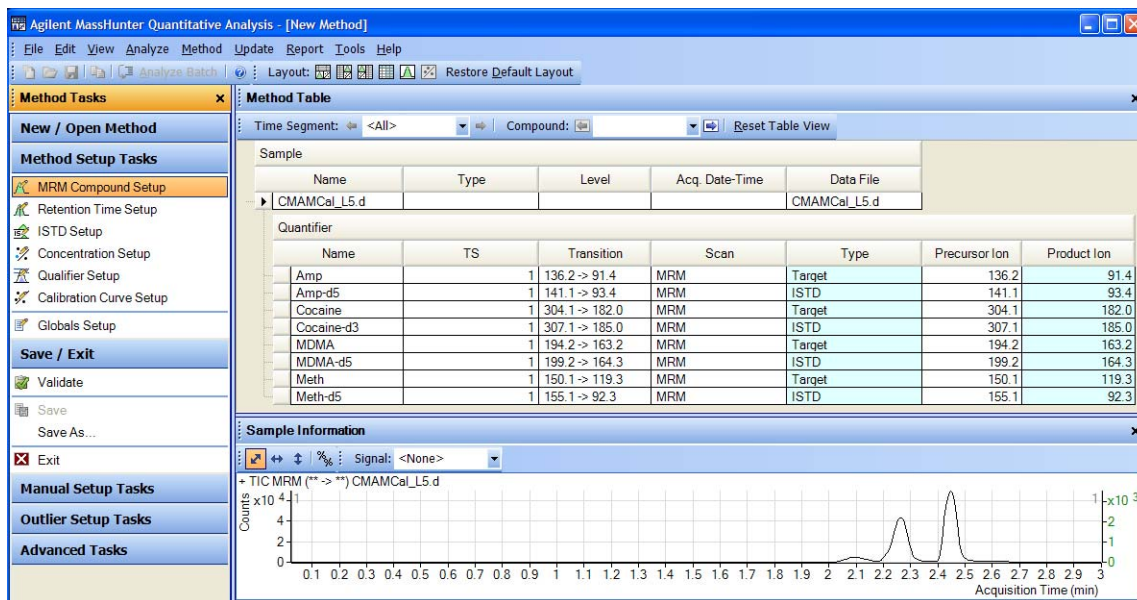 Agilent MassHunter Quantitative Analysis - [New Method]
File Edit View Analyze Method Update Report Tools Help
Analyze Batch Layout: Restore Default Layout
Method Tasks
New / Open Method
Method Setup Tasks
MRM Compound Setup
Retention Time Setup
ISTD Setup
Concentration Setup
Qualifier Setup
Calibration Curve Setup
Globals Setup
Save / Exit
Validate
Save
Save As...
Exit
Manual Setup Tasks
Outlier Setup Tasks
Advanced Tasks
Method Table
Time Segment: <All> Compound: Reset Table View
Sample
Name Type Level Acq. Date-Time Data File
CMAMCal_L5.d CMAMCal_L5.d
Quantifier
Name TS Transition Scan Type Precursor Ion Product Ion
Amp 1 136.2 -> 91.4 MRM Target 136.2 91.4
Amp-d5 1 141.1 -> 93.4 MRM ISTD 141.1 93.4
Cocaine 1 304.1 -> 182.0 MRM Target 304.1 182.0
Cocaine-d3 1 307.1 -> 185.0 MRM ISTD 307.1 185.0
MDMA 1 194.2 -> 163.2 MRM Target 194.2 163.2
MDMA-d5 1 199.2 -> 164.3 MRM ISTD 199.2 164.3
Meth 1 150.1 -> 119.3 MRM Target 150.1 119.3
Meth-d5 1 155.1 -> 92.3 MRM ISTD 155.1 92.3
Sample Information
Signal: <None>
+ TIC MRM (** -> **) CMAMCal_L5.d
Counts
x10 4
1 1
x10 3
4
2
0
2
1
0
0.1 0.2 0.3 0.4 0.5 0.6 0.7 0.8 0.9 1 1.1 1.2 1.3 1.4 1.5 1.6 1.7 1.8 1.9 2 2.1 2.2 2.3 2.4 2.5 2.6 2.7 2.8 2.9 3
Acquisition Time (min)